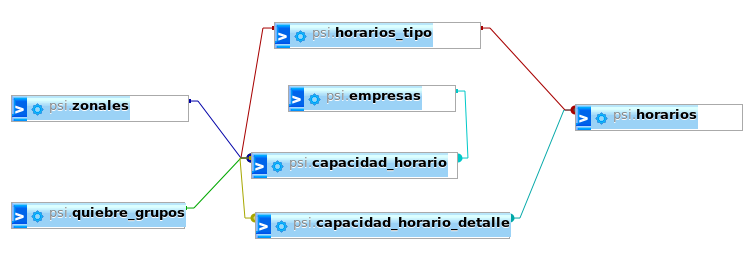 psi.horarios_tipo
psi.empresas
psi.zonales
psi.horarios
psi.capacidad_horario
psi.quiebre_grupos
psi.capacidad_horario_detalle